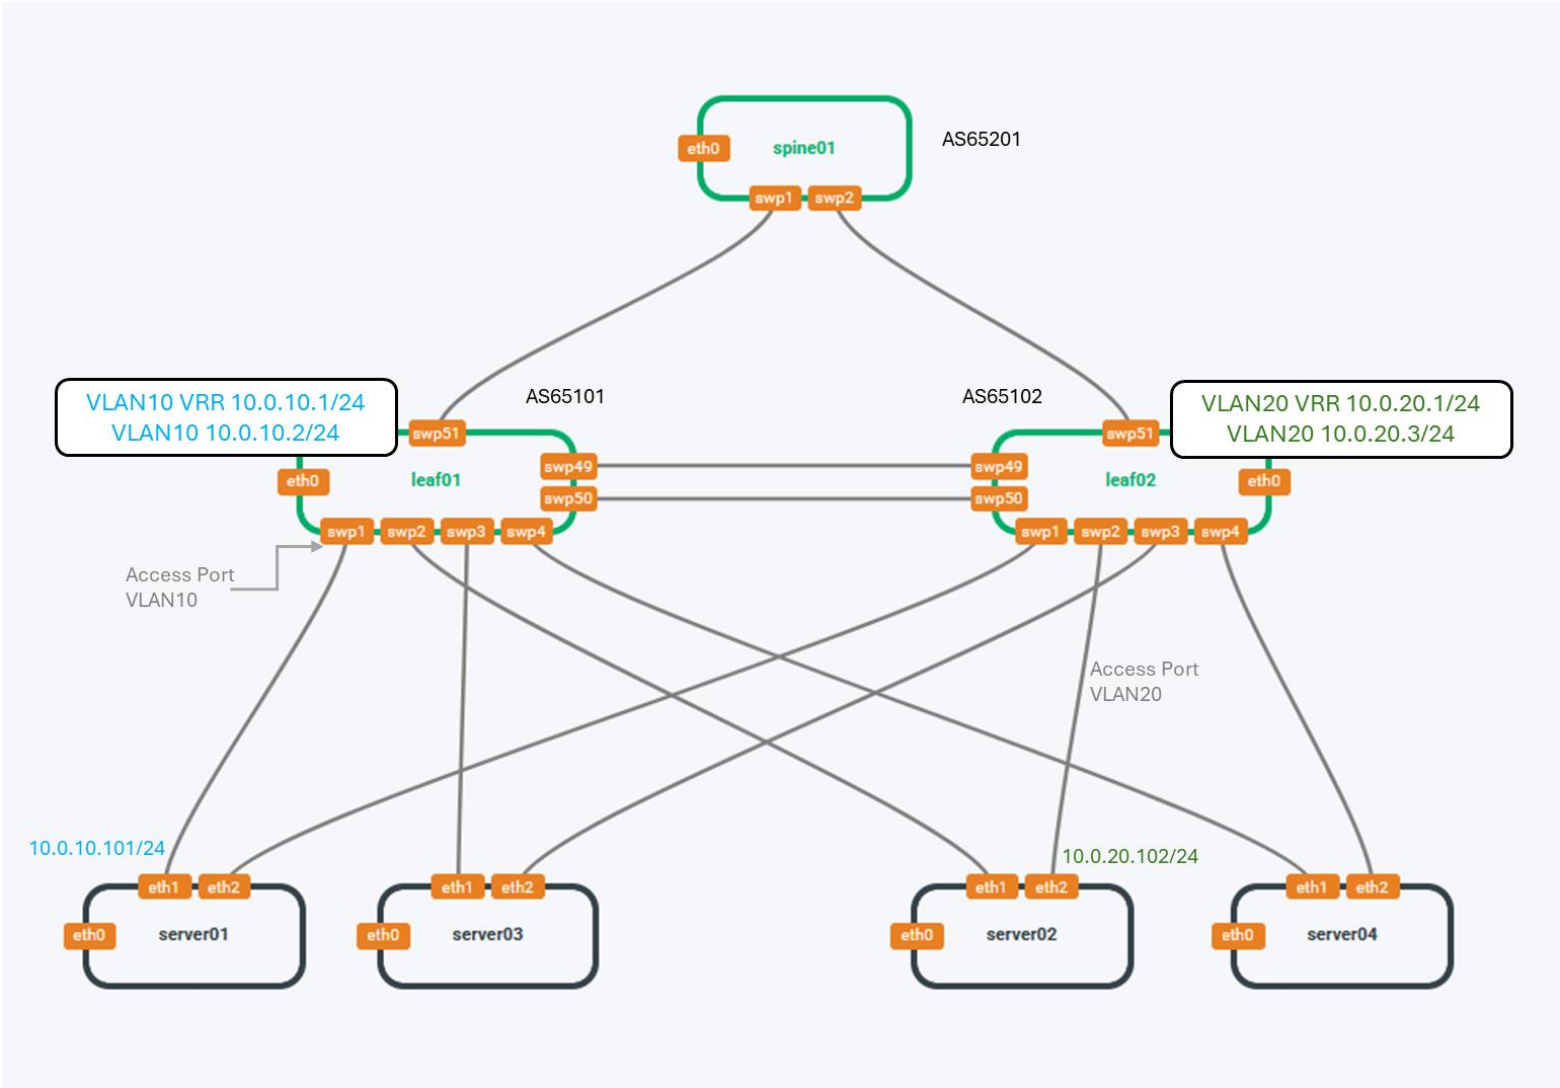 AS65201
eth0
spine01
swp1
swp2
VLAN10 VRR 10.0.10.1/24
VLAN10 10.0.10.2/24
AS65101
AS65102
VLAN20 VRR 10.0.20.1/24
VLAN20 10.0.20.3/24
swp51
swp51
swp49
swp49
eth0
leaf01
leaf02
eth0
swp50
swp50
swp1
swp2
swp3
swp4
swp1
swp2
swp3
swp4
Access Port
VLAN10
Access Port
VLAN20
10.0.10.101/24
10.0.20.102/24
eth1
eth2
eth1
eth2
eth1
eth2
eth1
eth2
eth0
server01
eth0
server03
eth0
server02
eth0
server04